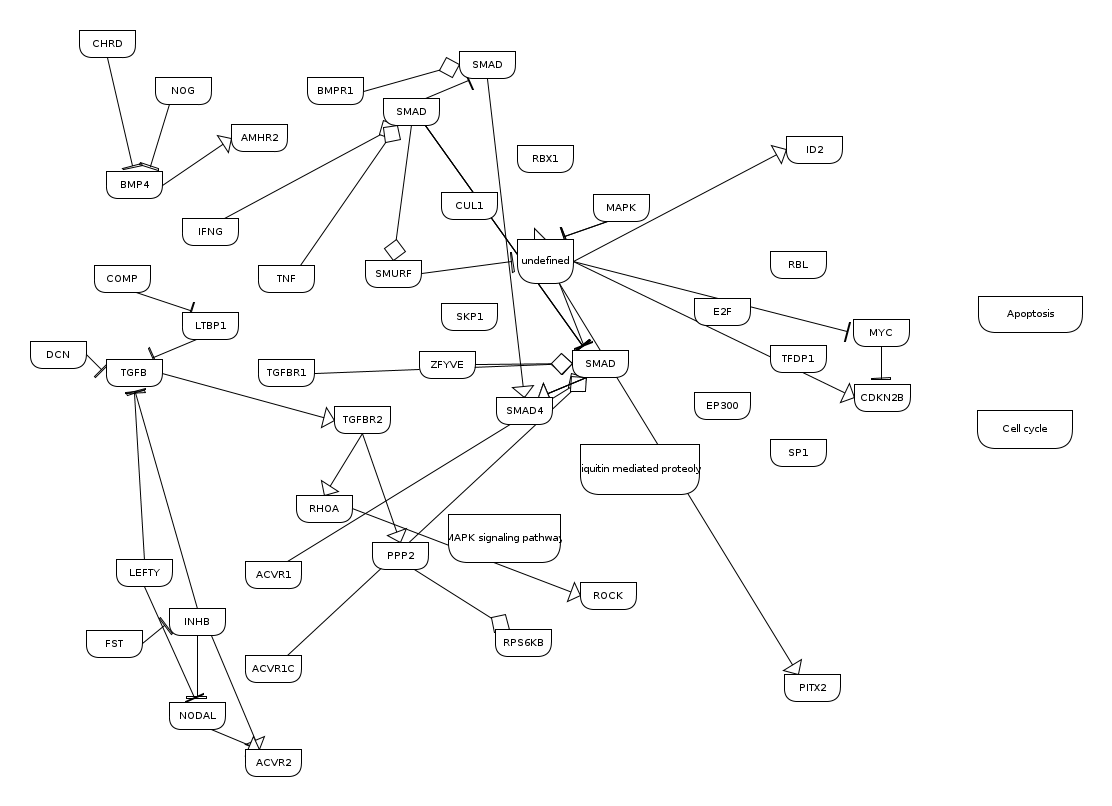 CHRD
SMAD
NOG
BMPR1
SMAD
AMHR2
ID2
RBX1
BMP4
CUL1
MAPK
IFNG
undefined
RBL
COMP
TNF
SMURF
E2F
Apoptosis
LTBP1
SKP1
MYC
DCN
TGFB
TGFBR1
ZFYVE
SMAD
TFDP1
CDKN2B
SMAD4
EP300
TGFBR2
Cell cycle
SP1
iquitin mediated proteoly
RHOA
MAPK signaling pathway
PPP2
LEFTY
ACVR1
ROCK
INHB
FST
RPS6KB
ACVR1C
PITX2
NODAL
ACVR2